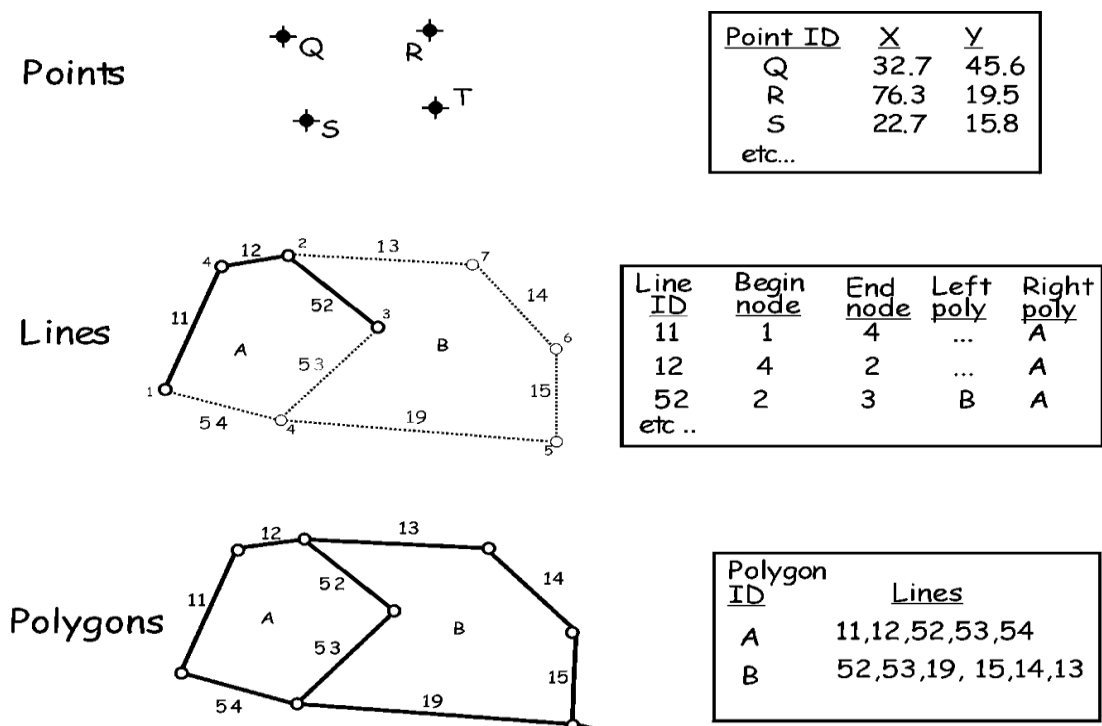 Points
Q
R
S
T
Point ID X Y
Q 32.7 45.6
R 76.3 19.5
S 22.7 15.8
etc...
Lines
4
12
2
13
7
11
52
3
14
A
53
B
6
1
54
4
19
15
5
Line ID Begin node End node Left poly Right poly
11 1 4 ... A
12 4 2 ... A
52 2 3 B A
etc ..
Polygons
12
13
11
52
14
A
53
B
54
19
15
Polygon
ID Lines
A 11,12,52,53,54
B 52,53,19, 15,14,13